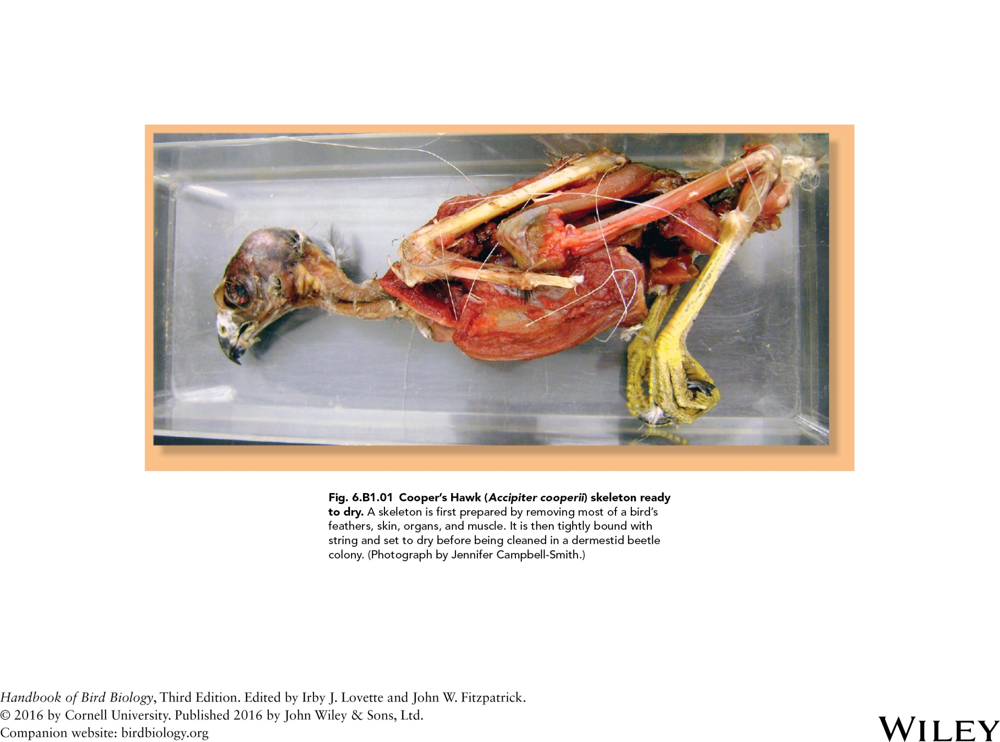 Fig. 6.B1.01 Cooper’s Hawk (Accipiter cooperii) skeleton ready
to dry. A skeleton is first prepared by removing most of a bird’s
feathers, skin, organs, and muscle. It is then tightly bound with
string and set to dry before being cleaned in a dermestid beetle
colony. (Photograph by Jennifer Campbell-Smith.)
Handbook of Bird Biology, Third Edition. Edited by Irby J. Lovette and John W. Fitzpatrick.
© 2016 by Cornell University. Published 2016 by John Wiley & Sons, Ltd.
Companion website: birdbiology.org
WILEY